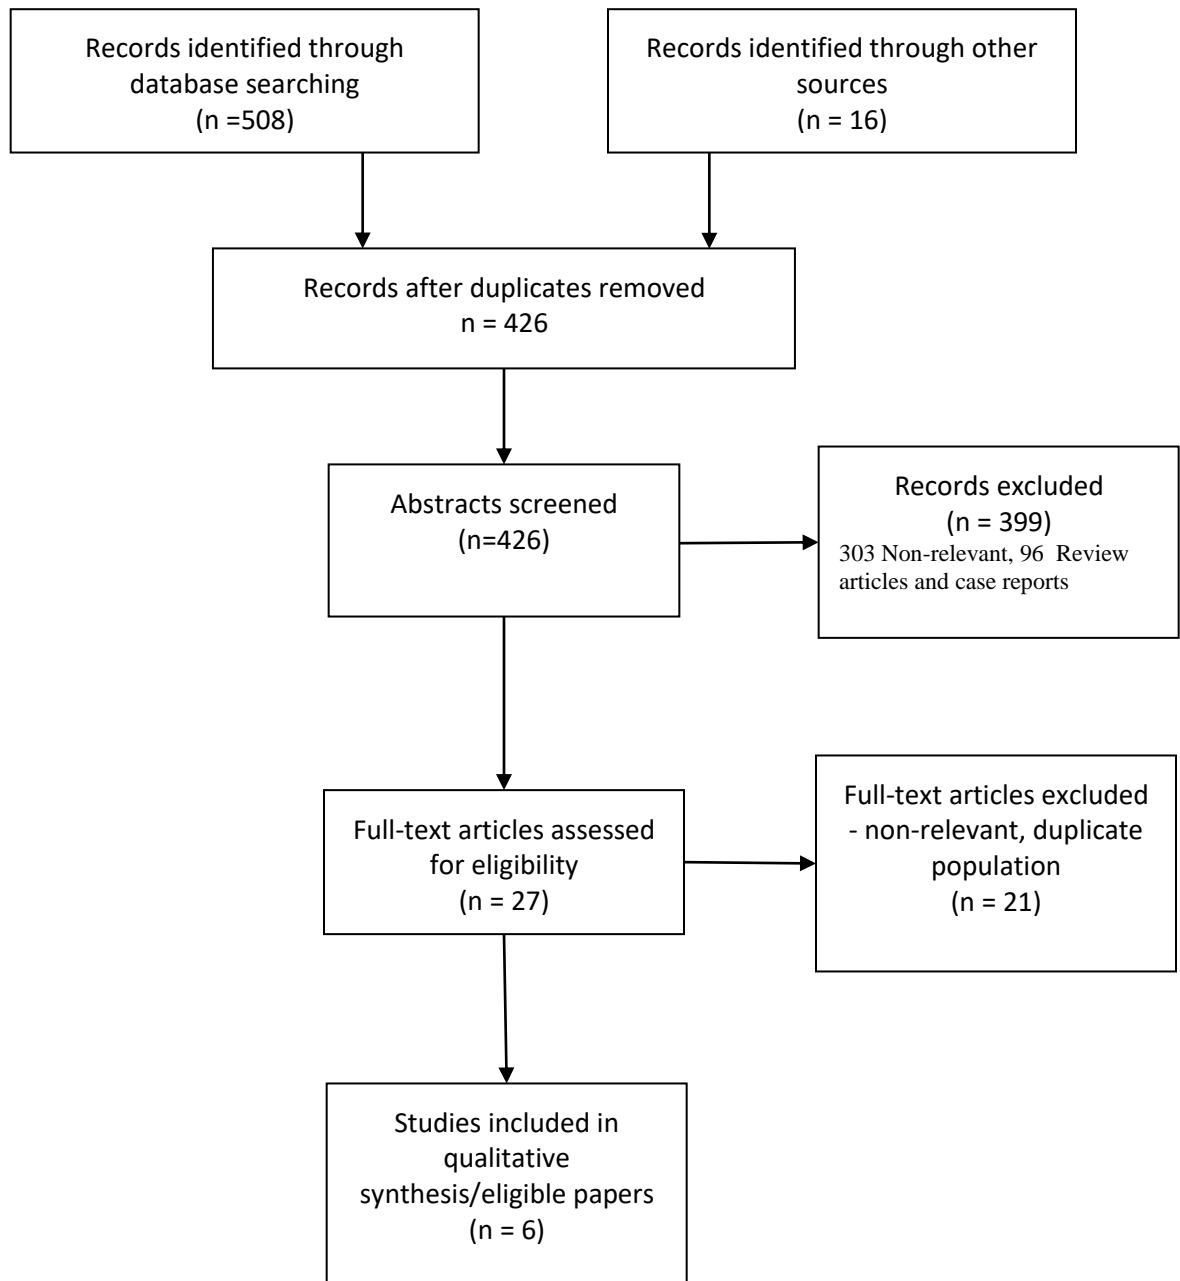 Records identified through
database searching
(n =508)
Records identified through other
sources
(n = 16)
Records after duplicates removed
n = 426
Abstracts screened
(n=426)
Records excluded
(n = 399)
303 Non-relevant, 96  Review
articles and case reports
Full-text articles assessed
for eligibility
(n = 27)
Full-text articles excluded
- non-relevant, duplicate
population
(n = 21)
Studies included in
qualitative
synthesis/eligible papers
(n = 6)